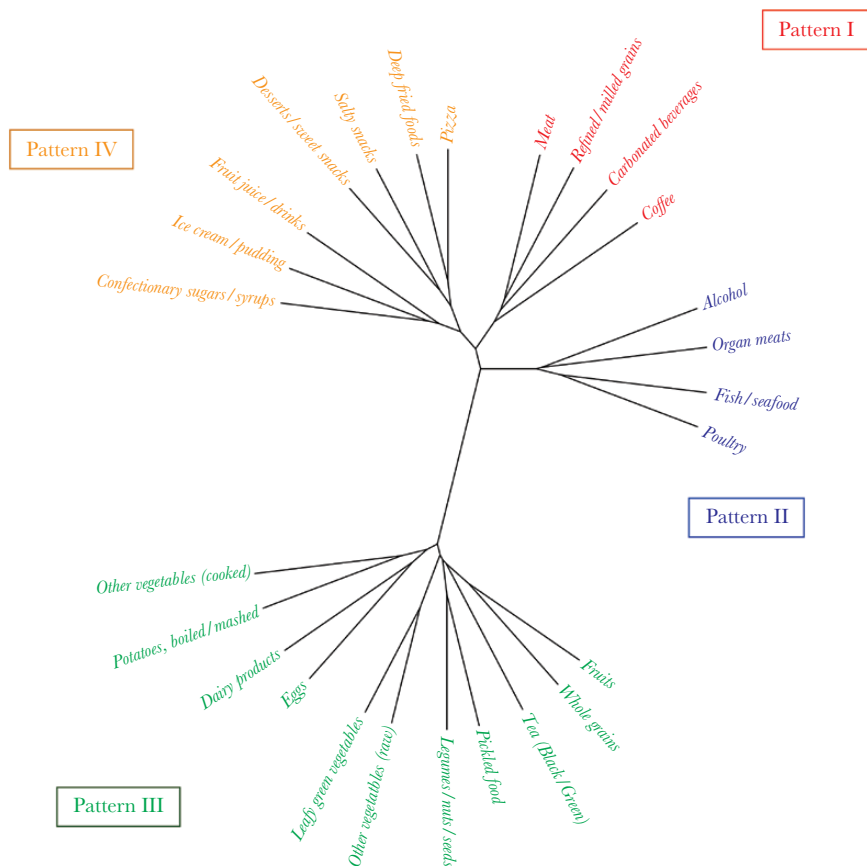 Pattern I
Pattern IV
Confectionary sugars/syrups
Ice cream/pudding
Fruit juice/drinks
Desserts/sweet snacks
Salty snacks
Deep fried foods
Pizza
Meat
Refined/milled grains
Carbonated beverages
Coffee
Alcohol
Organ meats
Fish/seafood
Poultry
Pattern II
Other vegetables (cooked)
Potatoes, boiled/mashed
Dairy products
Eggs
Leafy green vegetables
Other vegetatbles (raw)
Legumes/nuts/seeds
Pickled food
Tea (Black/Green)
Whole grains
Fruits
Pattern III